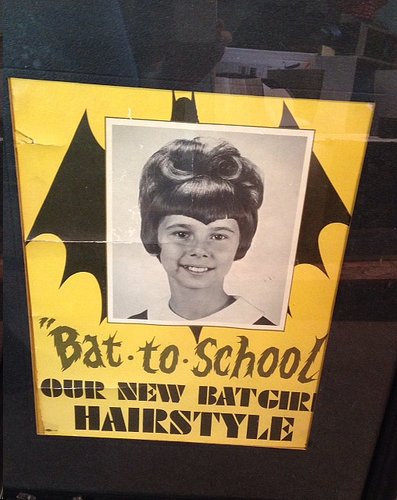 "Bat-to-School
OUR NEW BATGIRL
HAIRSTYLE